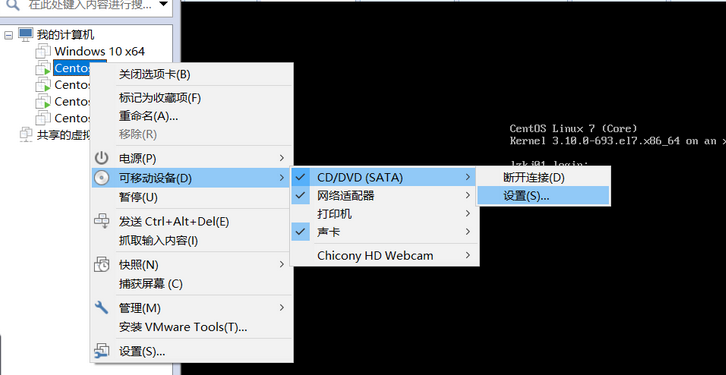 在此处键入内容进行搜...
我的计算机
Windows 10 x64
Cento
Cento
Cento
Cento
共享的虚拟
关闭选项卡(B)
标记为收藏项(F)
重命名(A)...
移除(R)
电源(P)
可移动设备(D)
暂停(U)
发送 Ctrl+Alt+Del(E)
抓取输入内容(I)
快照(N)
捕获屏幕 (C)
管理(M)
安装 VMware Tools(T)...
设置(S)...
CD/DVD (SATA)
网络适配器
打印机
声卡
Chicony HD Webcam
断开连接(D)
设置(S)...
CentOS Linux 7 (Core)
Kernel 3.10.0-693.el7.x86_64 on an x
login: